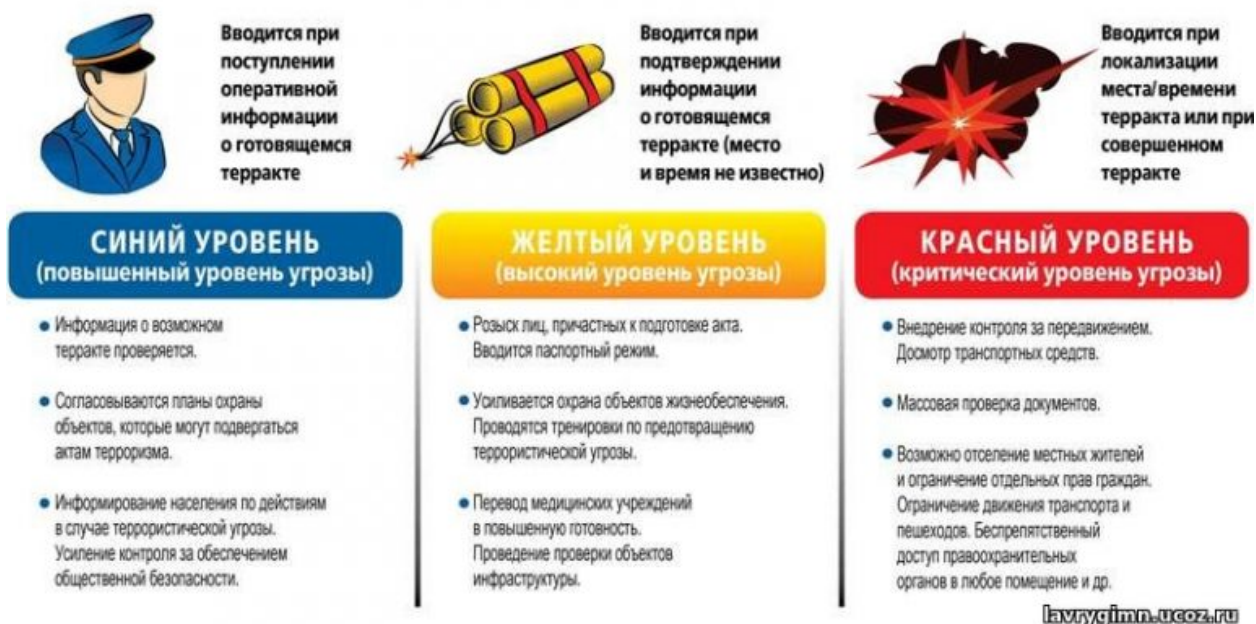 Вводится при
поступлении
оперативной
информации
о готовящемся
терракте
Вводится при
подтверждении
информации
о готовящемся
терракте (место
и время не известно)
Вводится при
локализации
места/времени
терракта или при
совершенном
терракте
СИНИЙ УРОВЕНЬ
(повышенный уровень угрозы)
• Информация о возможном
терракте проверяется.
• Согласовываются планы охраны
объектов, которые могут подвергаться
актам терроризма.
• Информирование населения по действиям
в случае террористической угрозы.
Усиление контроля за обеспечением
общественной безопасности.
ЖЕЛТЫЙ УРОВЕНЬ
(высокий уровень угрозы)
• Розыск лиц, причастных к подготовке акта.
Вводится паспортный режим.
• Усиливается охрана объектов жизнеобеспечения.
Проводятся тренировки по предотвращению
террористической угрозы.
• Перевод медицинских учреждений
в повышенную готовность.
Проведение проверки объектов
инфраструктуры.
КРАСНЫЙ УРОВЕНЬ
(критический уровень угрозы)
• Внедрение контроля за передвижением.
Досмотр транспортных средств.
• Массовая проверка документов.
• Возможно отселение местных жителей
и ограничение отдельных прав граждан.
Ограничение движения транспорта и
пешеходов. Беспрепятственный
доступ правоохранительных
органов в любое помещение и др.
lavrygimn.ucoz.ru